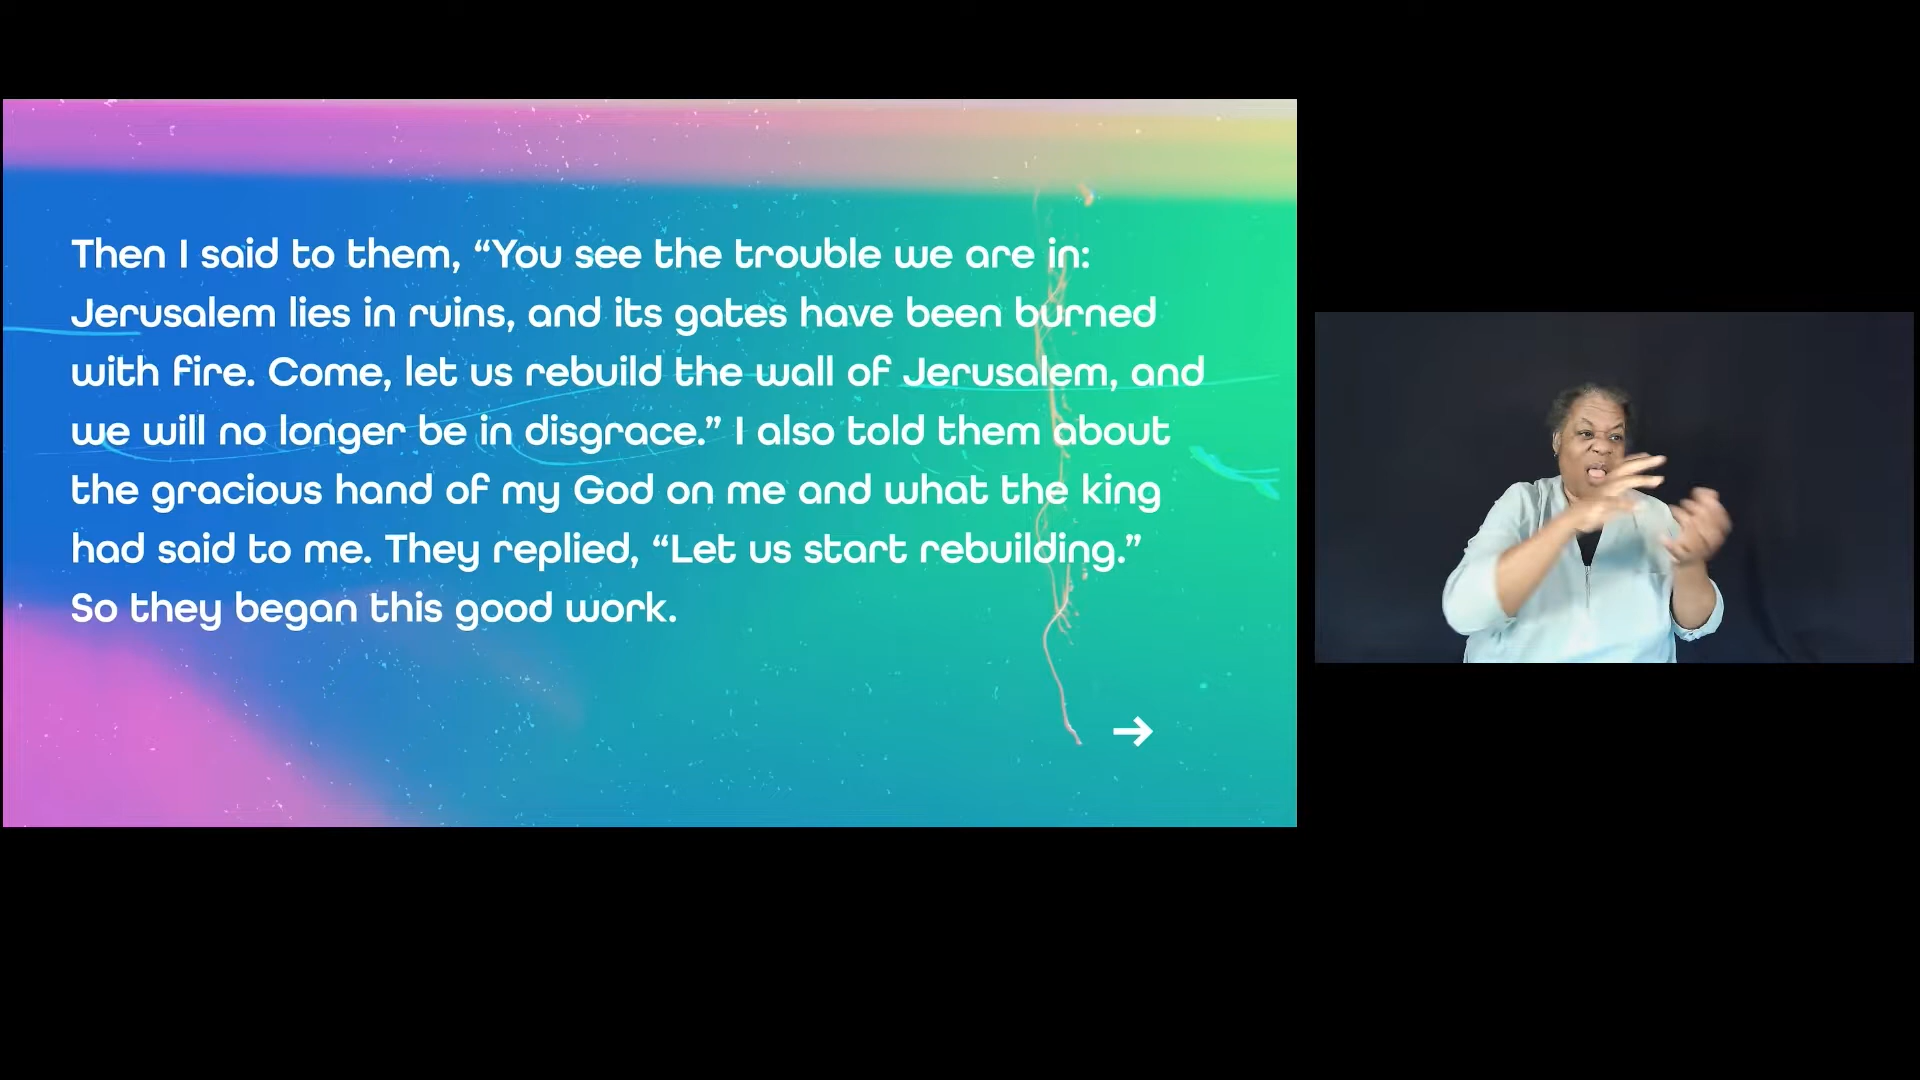 Then I said to them, “You see the trouble we are in:
Jerusalem lies in ruins, and its gates have been burned
with fire. Come, let us rebuild the wall of Jerusalem, and
we will no longer be in disgrace.” I also told them about
the gracious hand of my God on me and what the king
had said to me. They replied, “Let us start rebuilding.”
So they began this good work.